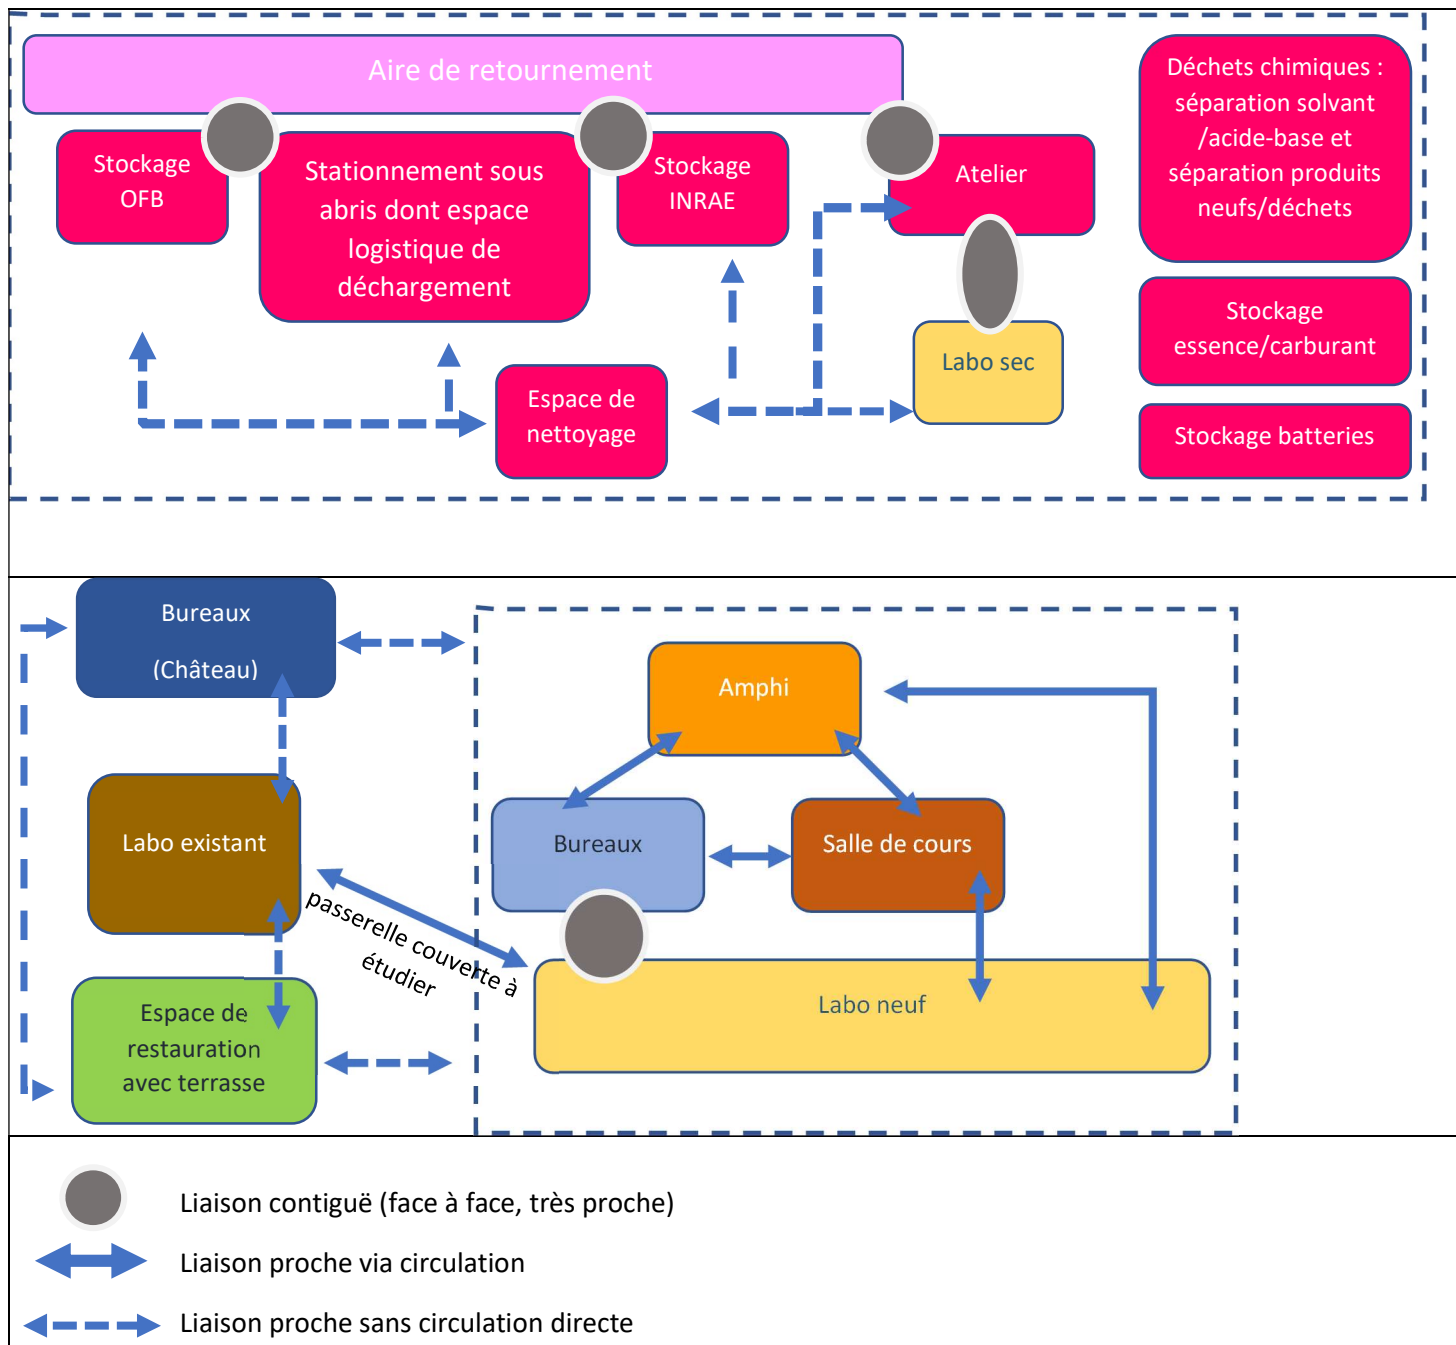 Aire de retournement
Stockage
OFB
Stationnement sous
abris dont espace
logistique de
déchargement
Stockage
INRAE
Atelier
Déchets chimiques :
séparation solvant
/acide-base et
séparation produits
neufs/déchets
Labo sec
Stockage
essence/carburant
Espace de
nettoyage
Stockage batteries
Bureaux
(Château)
Amphi
Labo existant
Bureaux
Salle de cours
passerelle couverte à
étudier
Espace de
restauration
avec terrasse
Labo neuf
Liaison contiguë (face à face, très proche)
Liaison proche via circulation
Liaison proche sans circulation directe